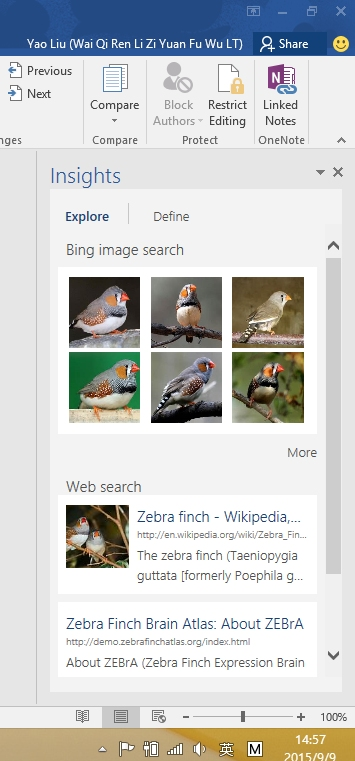 Yao Liu (Wai Qi Ren Li Zi Yuan Fu Wu LT)
Share
Previous
Next
Compare
Block
Authors
Restrict
Editing
Linked
Notes
nges
Compare
Protect
OneNote
Insights
Explore
Define
Bing image search
More
Web search
Zebra finch - Wikipedia,...
http://en.wikipedia.org/wiki/Zebra_Fin...
The zebra finch (Taeniopygia
guttata [formerly Poephila g...
Zebra Finch Brain Atlas: About ZEBrA
http://demo.zebrafinchatlas.org/index.html
About ZEBrA (Zebra Finch Expression Brain
100%
英
M
14:57
2015/9/9